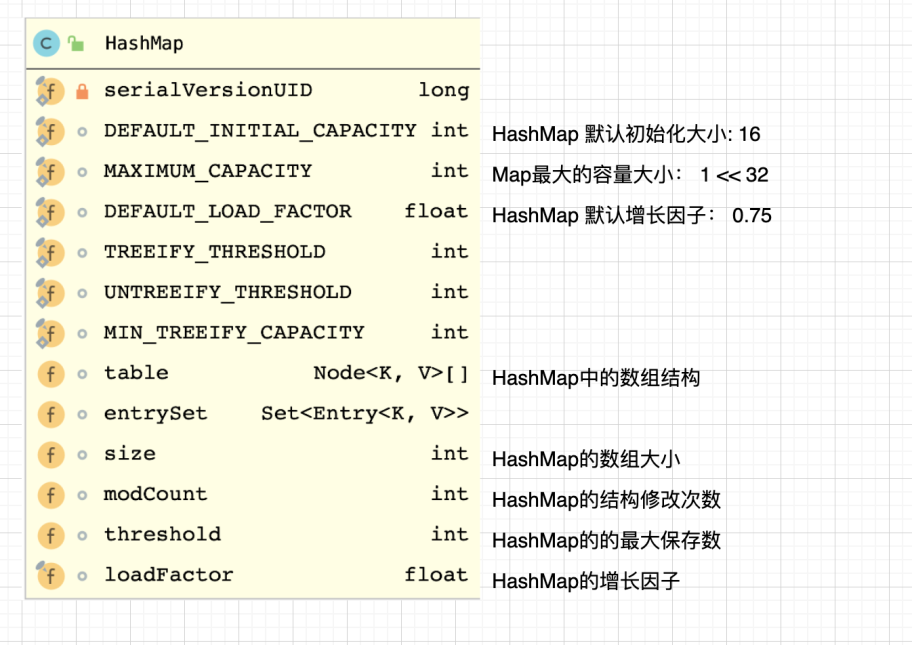 C HashMap
f serialVersionUID long
f DEFAULT_INITIAL_CAPACITY int HashMap 默认初始化大小: 16
f MAXIMUM_CAPACITY int Map最大的容量大小： 1 << 32
f DEFAULT_LOAD_FACTOR float HashMap 默认增长因子： 0.75
f TREEIFY_THRESHOLD int
f UNTREEIFY_THRESHOLD int
f MIN_TREEIFY_CAPACITY int
f table Node<K, V>[] HashMap中的数组结构
f entrySet Set<Entry<K, V>>
f size int HashMap的数组大小
f modCount int HashMap的结构修改次数
f threshold int HashMap的的最大保存数
f loadFactor float HashMap的增长因子